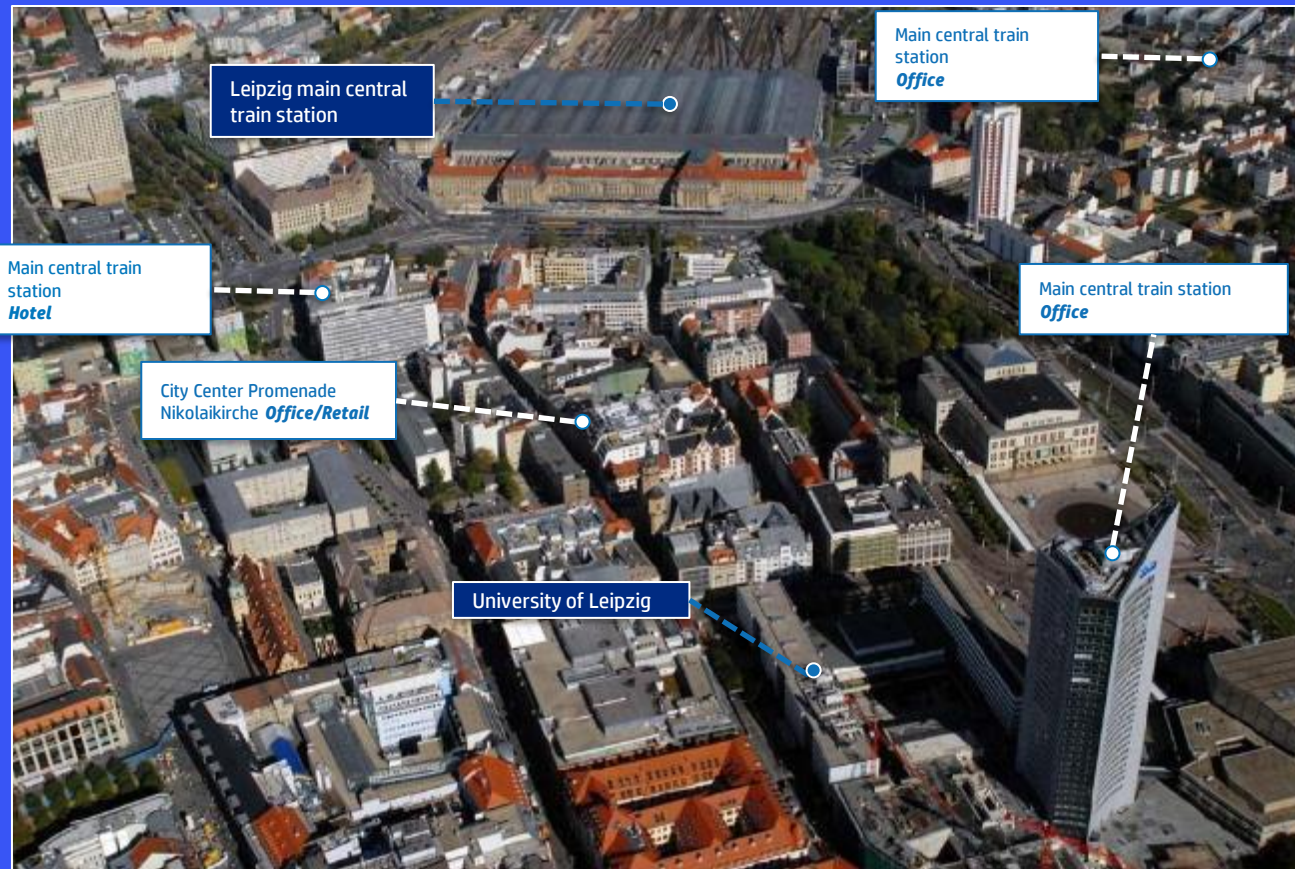 Main central train
station
Office
Leipzig main central
train station
Main central train
station
Hotel
Main central train station
Office
City Center Promenade
Nikolaikirche Office/Retail
University of Leipzig